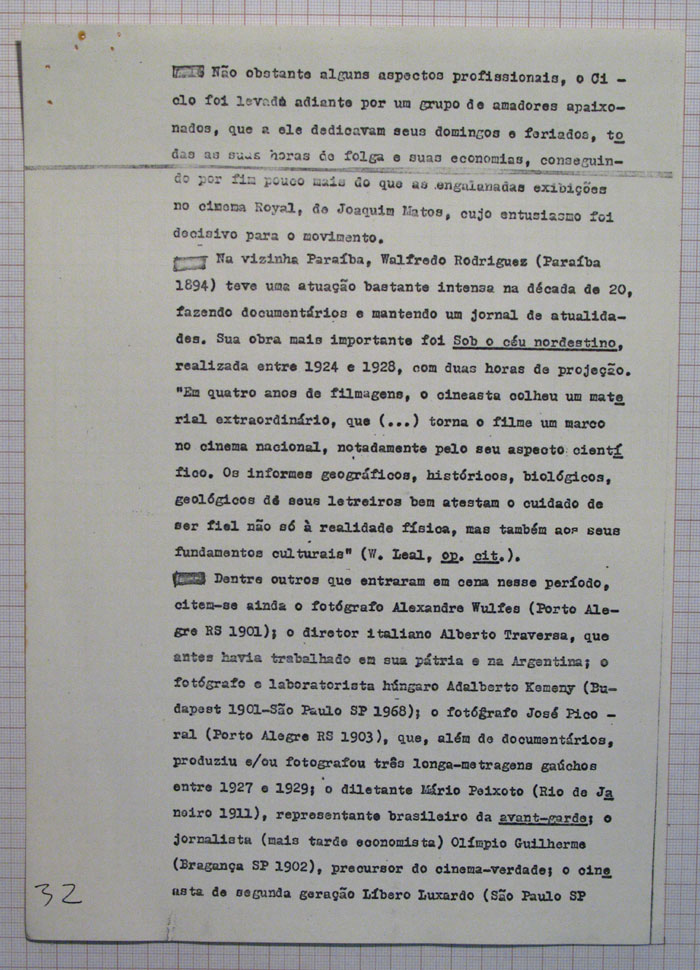 Não obstante alguns aspectos profissionais, o Ci -
clo foi levado adiante por um grupo de amadores apaixo-
nados, que a ele dedicavam seus domingos e feriados, to
das as suas horas de folga e suas economias, conseguin-
do por fim pouco mais do que as engalanadas exibições
no cinema Royal, de Joaquim Matos, cujo entusiasmo foi
decisivo para o movimento.
Na vizinha Paraíba, Walfredo Rodriguez (Paraíba
1894) teve uma atuação bastante intensa na década de 20,
fazendo documentários e mantendo um jornal de atualida-
des. Sua obra mais importante foi Sob o céu nordestino,
realizada entre 1924 e 1928, com duas horas de projeção.
"Em quatro anos de filmagens, o cineasta colheu um mate
rial extraordinário, que (...) torna o filme um marco
no cinema nacional, notadamente pelo seu aspecto cientí
fico. Os informes geográficos, históricos, biológicos,
geológicos de seus letreiros bem atestam o cuidado de
ser fiel não só à realidade física, mas também aos seus
fundamentos culturais" (W. Leal, op. cit.).
Dentre outros que entraram em cena nesse período,
citem-se ainda o fotógrafo Alexandre Wulfes (Porto Ale-
gre RS 1901); o diretor italiano Alberto Traversa, que
antes havia trabalhado em sua pátria e na Argentina; o
fotógrafo e laboratorista húngaro Adalberto Kemeny (Bu-
dapest 1901-São Paulo SP 1968); o fotógrafo José Pico -
ral (Porto Alegre RS 1903), que, além de documentários,
produziu e/ou fotografou três longa-metragens gaúchos
entre 1927 e 1929; o diletante Mário Peixoto (Rio de Ja
neiro 1911), representante brasileiro da avant-garde; o
jornalista (mais tarde economista) Olímpio Guilherme
(Bragança SP 1902), precursor do cinema-verdade; o cine
asta de segunda geração Líbero Luxardo (São Paulo SP
32